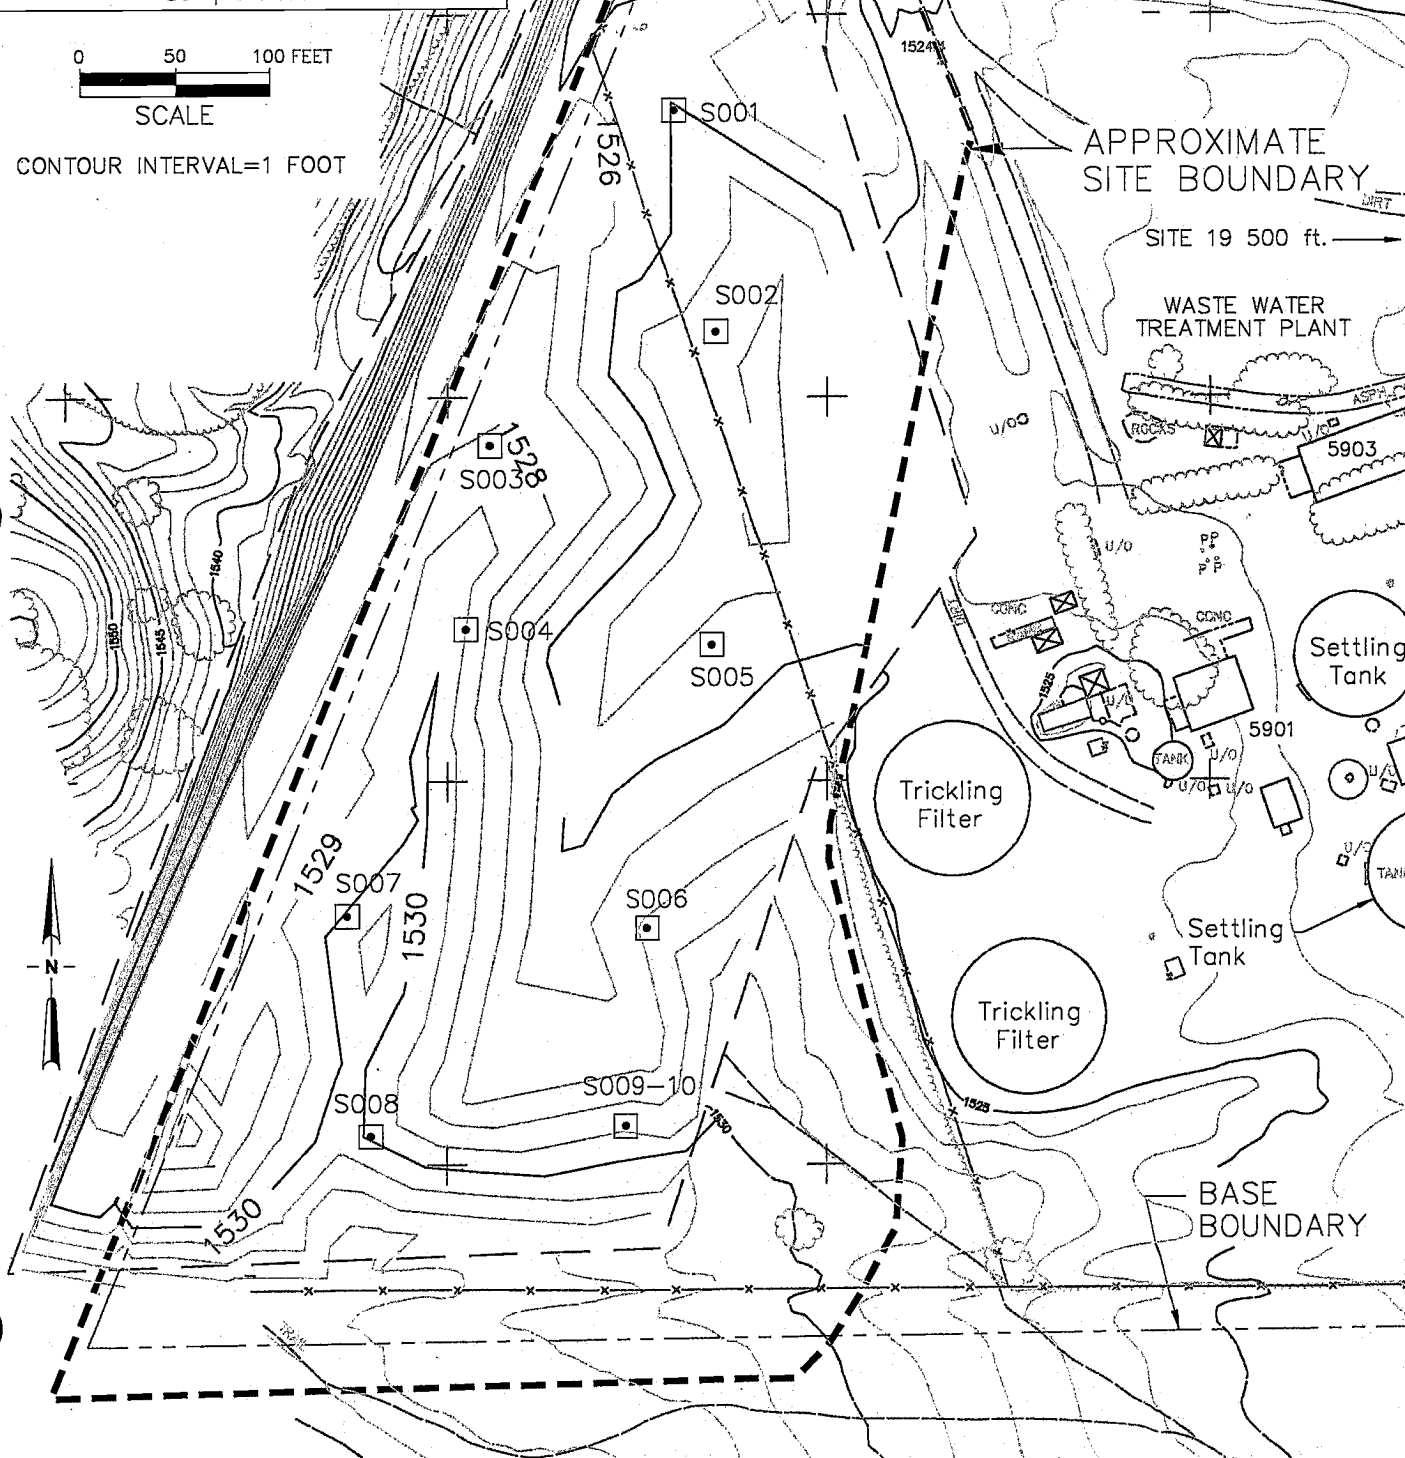 0 50 100 FEET
SCALE
CONTOUR INTERVAL=1 FOOT
1524
S001
1526
APPROXIMATE
SITE BOUNDARY
DIRT
SITE 19 500 ft.
S002
WASTE WATER
TREATMENT PLANT
ASPH
U/O
ROCKS
U/O
5903
1528
S003
1540
U/O
P P
P P
1550
1545
CONC
CONC
S004
S005
Settling
Tank
1525
U/O
5901
TANK
U/O
U/O
U/O
U/O
Trickling
Filter
1529
S007
1530
S006
U/O
TANK
Settling
Tank
N
Trickling
Filter
S009-10
S008
1525
1530
1530
BASE
BOUNDARY